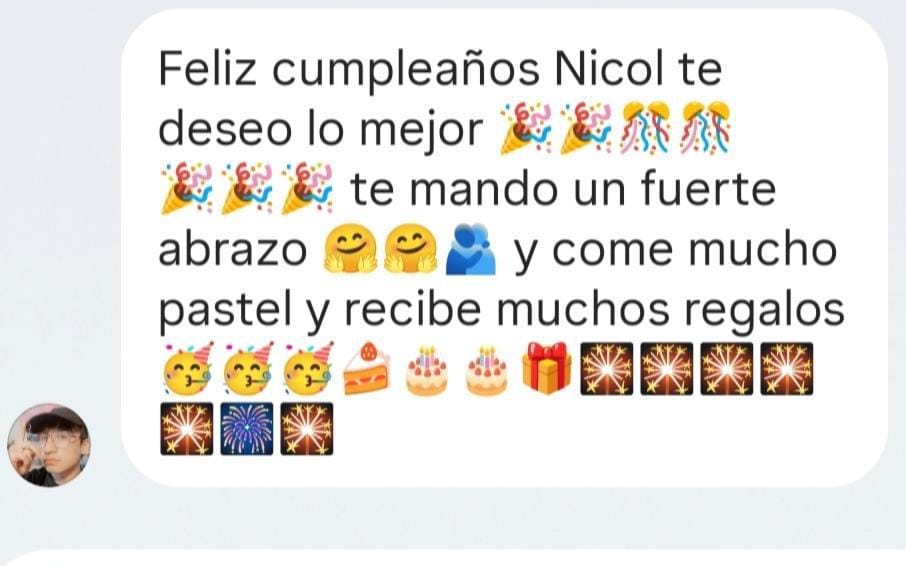 Feliz cumpleaños Nicol te
deseo lo mejor 🎉🎉🎊🎊
🎉🎉🎉 te mando un fuerte
abrazo 🤗🤗🫂 y come mucho
pastel y recibe muchos regalos
🥳🥳🥳🍰🎂🎂🎁🎇🎇🎇🎇
🎇🎆🎇